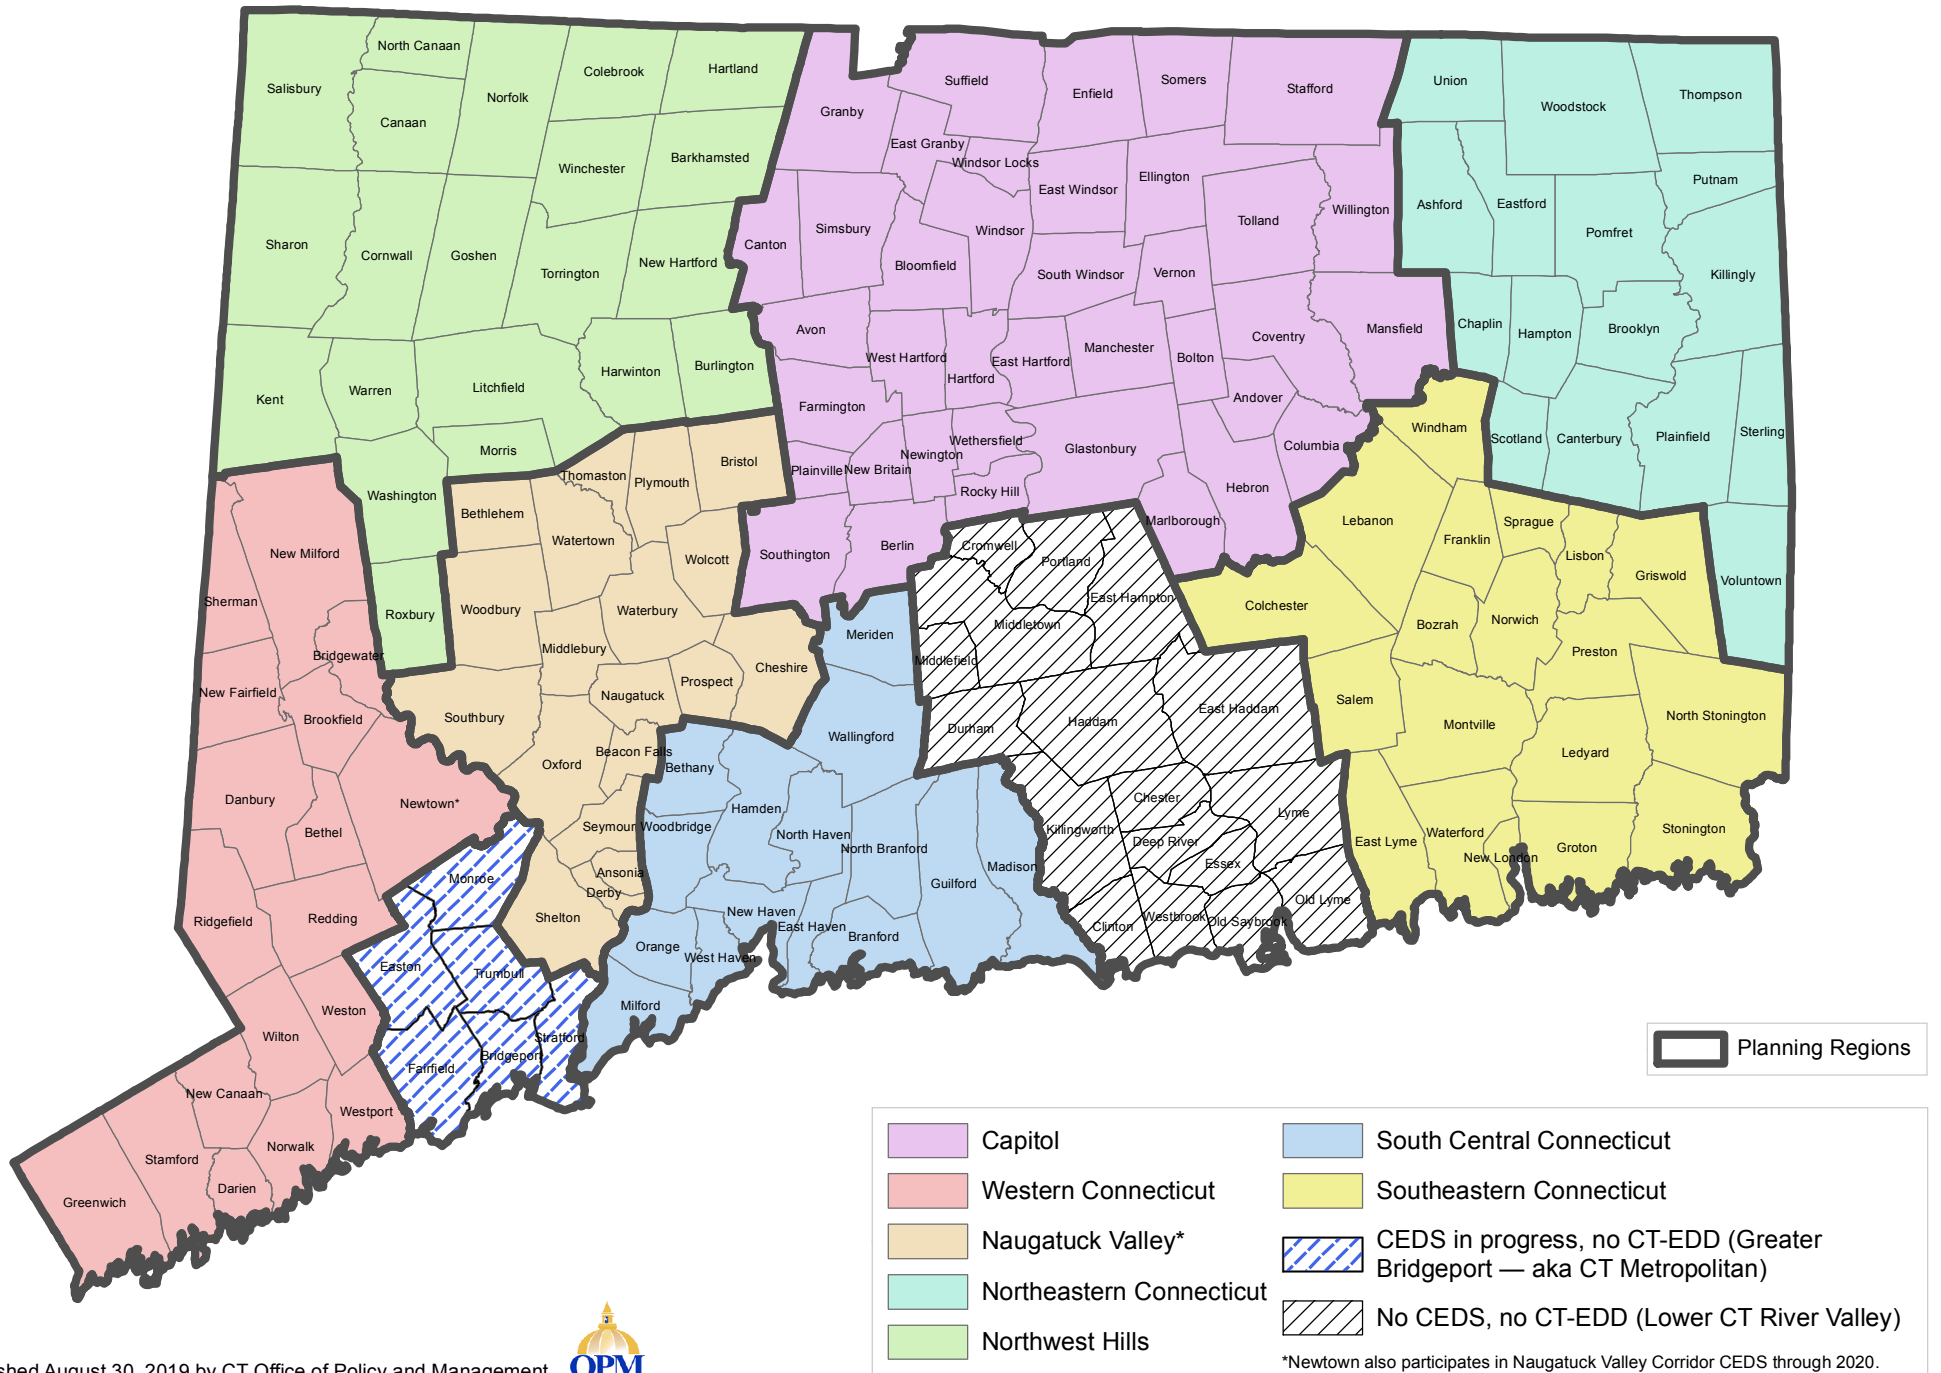 North Canaan
Salisbury
Canaan
Norfolk
Colebrook
Hartland
Winchester
Barkhamsted
Sharon
Cornwall
Goshen
Torrington
New Hartford
Kent
Warren
Litchfield
Harwinton
Burlington
Morris
Washington
Roxbury
Granby
Suffield
East Granby
Windsor Locks
Enfield
Somers
Stafford
East Windsor
Ellington
Tolland
Willington
Canton
Simsbury
Bloomfield
Windsor
South Windsor
Vernon
Avon
West Hartford
Hartford
East Hartford
Manchester
Bolton
Coventry
Mansfield
Andover
Farmington
Plainville
New Britain
Newington
Wethersfield
Rocky Hill
Glastonbury
Columbia
Hebron
Marlborough
Southington
Berlin
Union
Woodstock
Thompson
Putnam
Ashford
Eastford
Pomfret
Killingly
Chaplin
Hampton
Brooklyn
Scotland
Canterbury
Plainfield
Sterling
Voluntown
Thomaston
Plymouth
Bristol
Bethlehem
Watertown
Wolcott
Woodbury
Waterbury
Middlebury
Cheshire
Prospect
Naugatuck
Southbury
Oxford
Beacon Falls
Seymour
Ansonia
Derby
Shelton
New Milford
Sherman
Bridgewater
New Fairfield
Brookfield
Danbury
Newtown*
Bethel
Ridgefield
Redding
Weston
Wilton
New Canaan
Westport
Norwalk
Stamford
Darien
Greenwich
Monroe
Easton
Trumbull
Stratford
Bridgeport
Fairfield
Meriden
Wallingford
Bethany
Hamden
Woodbridge
North Haven
North Branford
Guilford
Madison
New Haven
East Haven
Branford
Orange
West Haven
Milford
Cromwell
Portland
East Hampton
Middletown
Middlefield
Durham
Haddam
East Haddam
Killingworth
Chester
Deep River
Essex
Lyme
Old Lyme
Clinton
Westbrook
Old Saybrook
Windham
Lebanon
Colchester
Franklin
Sprague
Lisbon
Griswold
Bozrah
Norwich
Preston
Salem
Montville
Ledyard
North Stonington
East Lyme
Waterford
New London
Groton
Stonington
Planning Regions
Capitol
Western Connecticut
Naugatuck Valley*
Northeastern Connecticut
Northwest Hills
South Central Connecticut
Southeastern Connecticut
CEDS in progress, no CT-EDD (Greater
Bridgeport — aka CT Metropolitan)
No CEDS, no CT-EDD (Lower CT River Valley)
*Newtown also participates in Naugatuck Valley Corridor CEDS through 2020.
August 30, 2019 by CT Office of Policy and Management
OPM